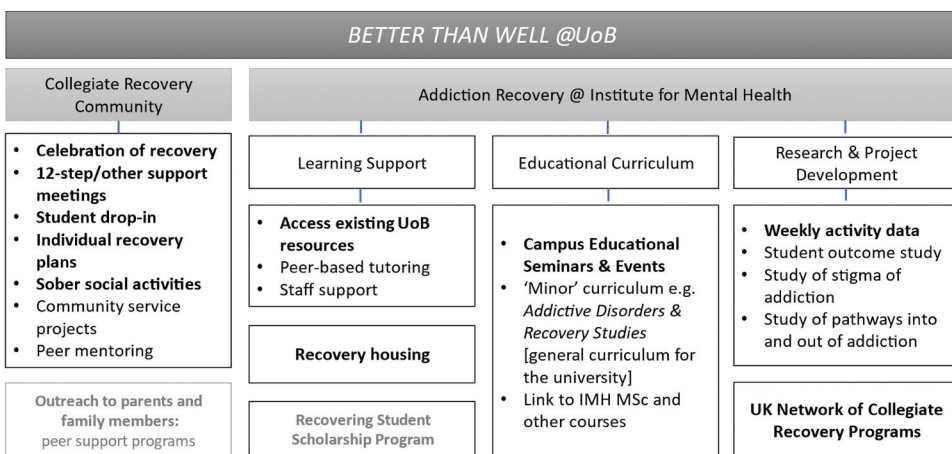 BETTER THAN WELL @UoB
Collegiate Recovery
Community
• Celebration of recovery
• 12-step/other support
meetings
• Student drop-in
• Individual recovery
plans
• Sober social activities
• Community service
projects
• Peer mentoring
Outreach to parents and
family members:
peer support programs
Addiction Recovery @ Institute for Mental Health
Learning Support
• Access existing UoB
resources
• Peer-based tutoring
• Staff support
Recovery housing
Recovering Student
Scholarship Program
Educational Curriculum
• Campus Educational
Seminars & Events
• ‘Minor’ curriculum e.g.
Addictive Disorders &
Recovery Studies
[general curriculum for
the university]
• Link to IMH MSc and
other courses
Research & Project
Development
• Weekly activity data
• Student outcome study
• Study of stigma of
addiction
• Study of pathways into
and out of addiction
UK Network of Collegiate
Recovery Programs